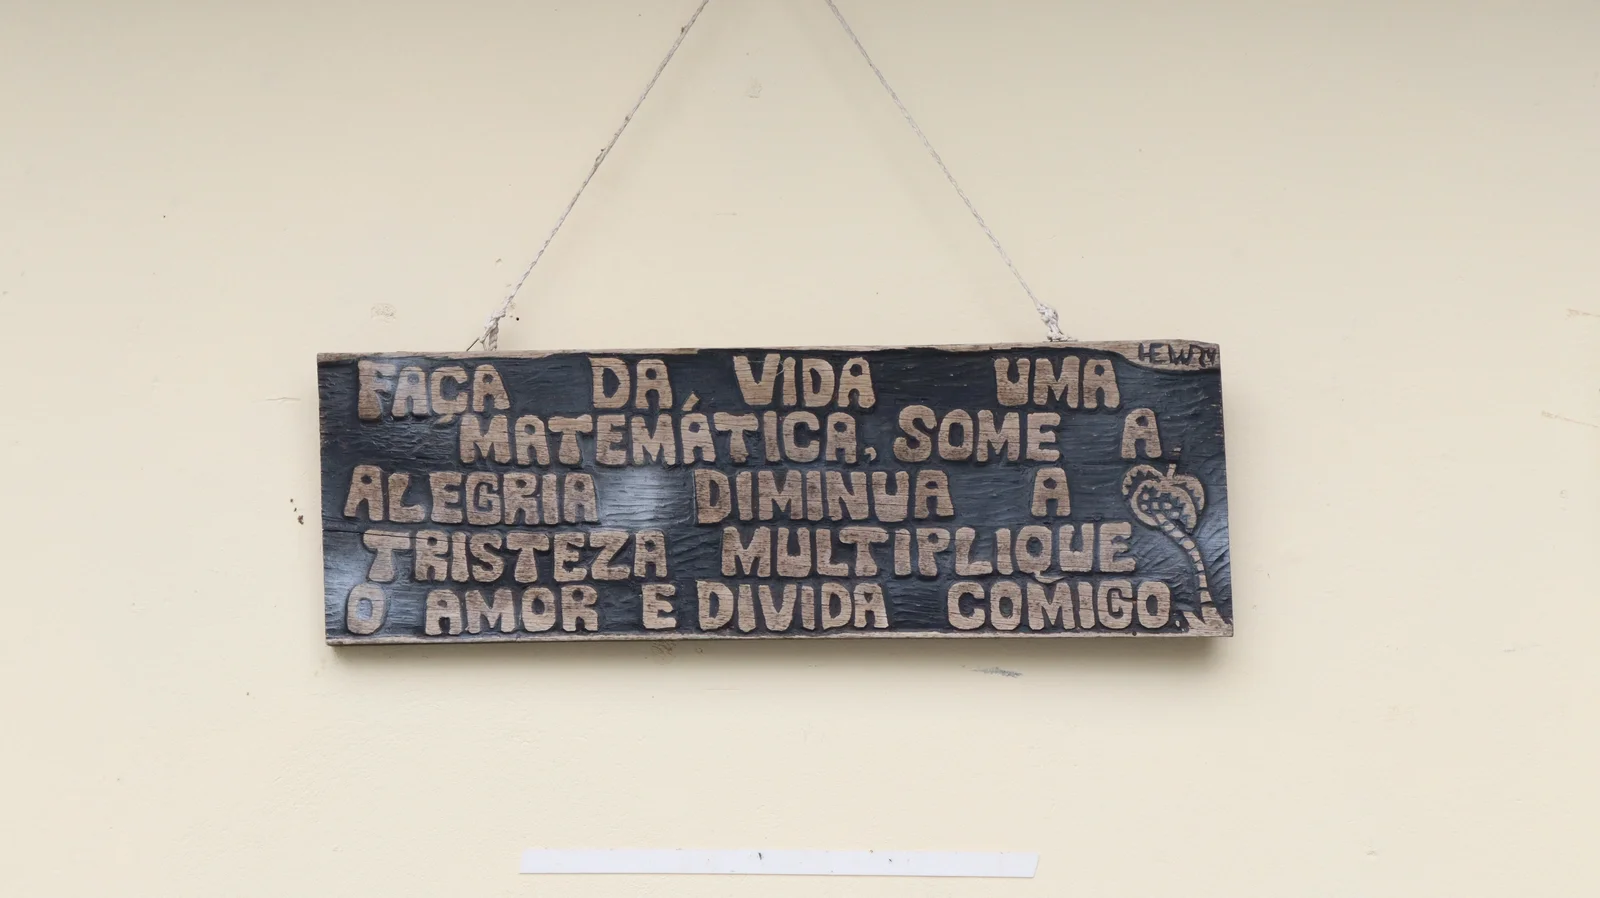 FAÇA DA VIDA UMA
MATEMÁTICA, SOME A
ALEGRIA DIMINUA A
TRISTEZA MULTIPLIQUE
O AMOR E DIVIDA COMIGO.